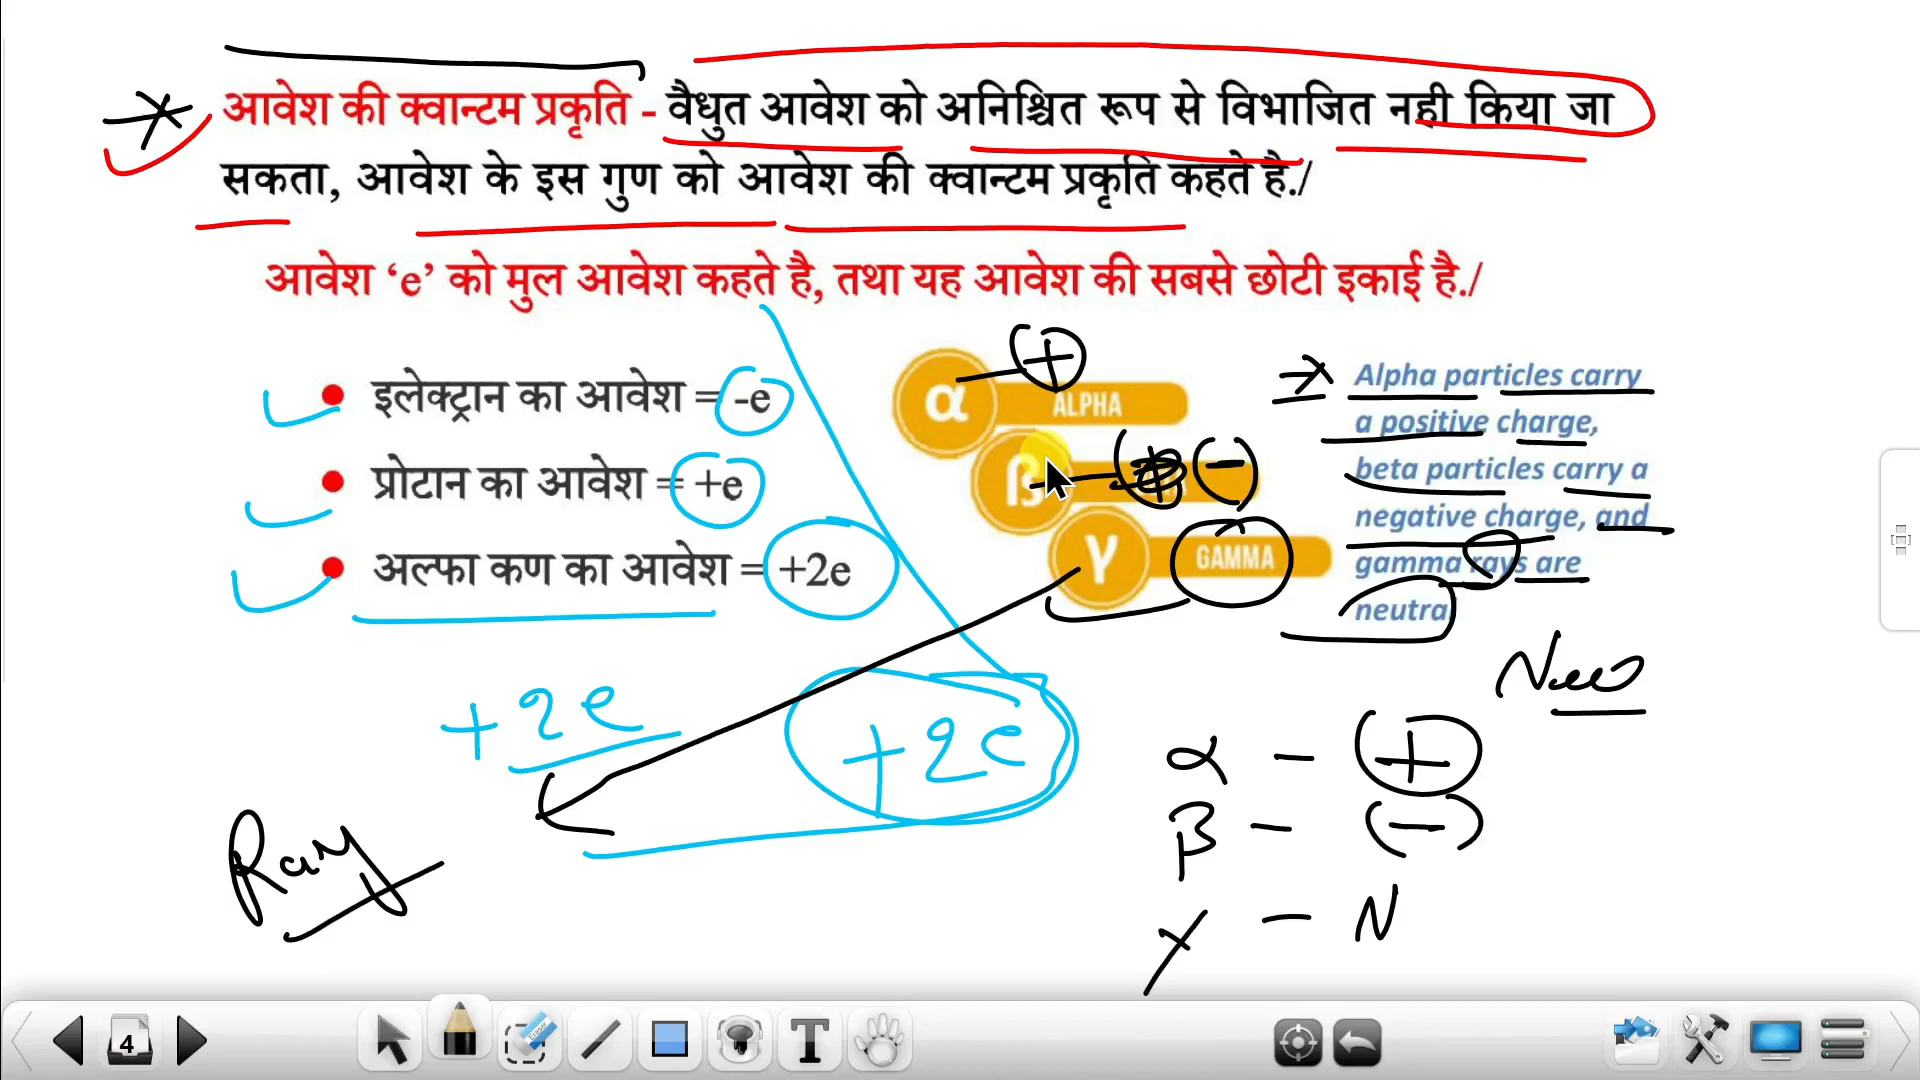 आवेश की क्वान्टम प्रकृति - वैधुत आवेश को अनिश्चित रूप से विभाजित नही किया जा
सकता, आवेश के इस गुण को आवेश की क्वान्टम प्रकृति कहते है./
आवेश ‘e’ को मुल आवेश कहते है, तथा यह आवेश की सबसे छोटी इकाई है./
इलेक्ट्रान का आवेश = -e
प्रोटान का आवेश = +e
अल्फा कण का आवेश = +2e
+2e
+2e
Ray
α ALPHA +
ß (-)
γ GAMMA
Alpha particles carry
a positive charge,
beta particles carry a
negative charge, and
gamma rays are
neutral
α - (+)
β - (-)
γ - N
4
T